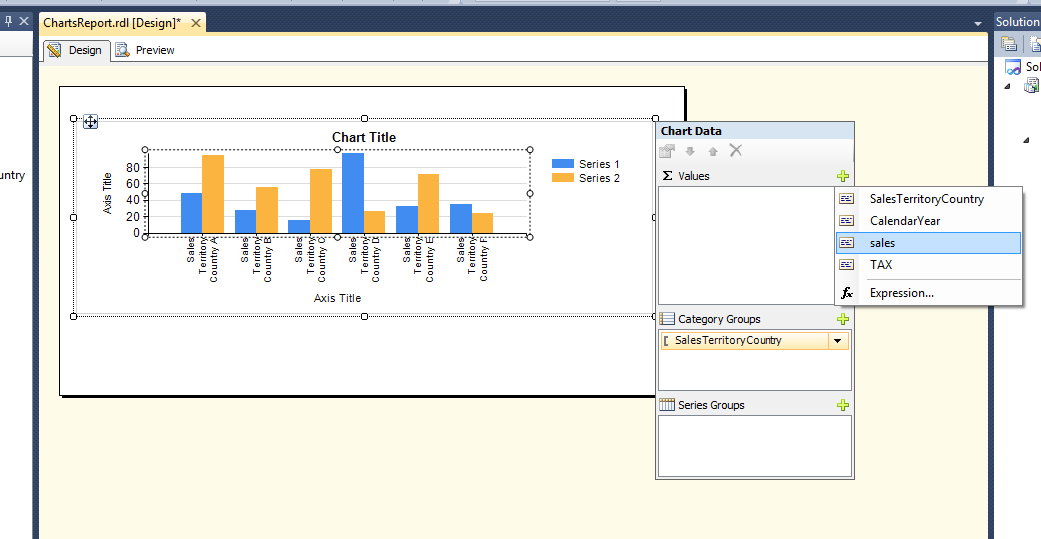 ChartsReport.rdl [Design]*
Solution
Design
Preview
Sol
untry
Chart Title
Axis Title
80
60
40
20
0
Series 1
Series 2
Sales Territory Country A
Sales Territory Country B
Sales Territory Country C
Sales Territory Country D
Sales Territory Country E
Sales Territory Country F
Axis Title
Chart Data
Σ Values
SalesTerritoryCountry
CalendarYear
sales
TAX
fx Expression...
Category Groups
[ SalesTerritoryCountry
Series Groups